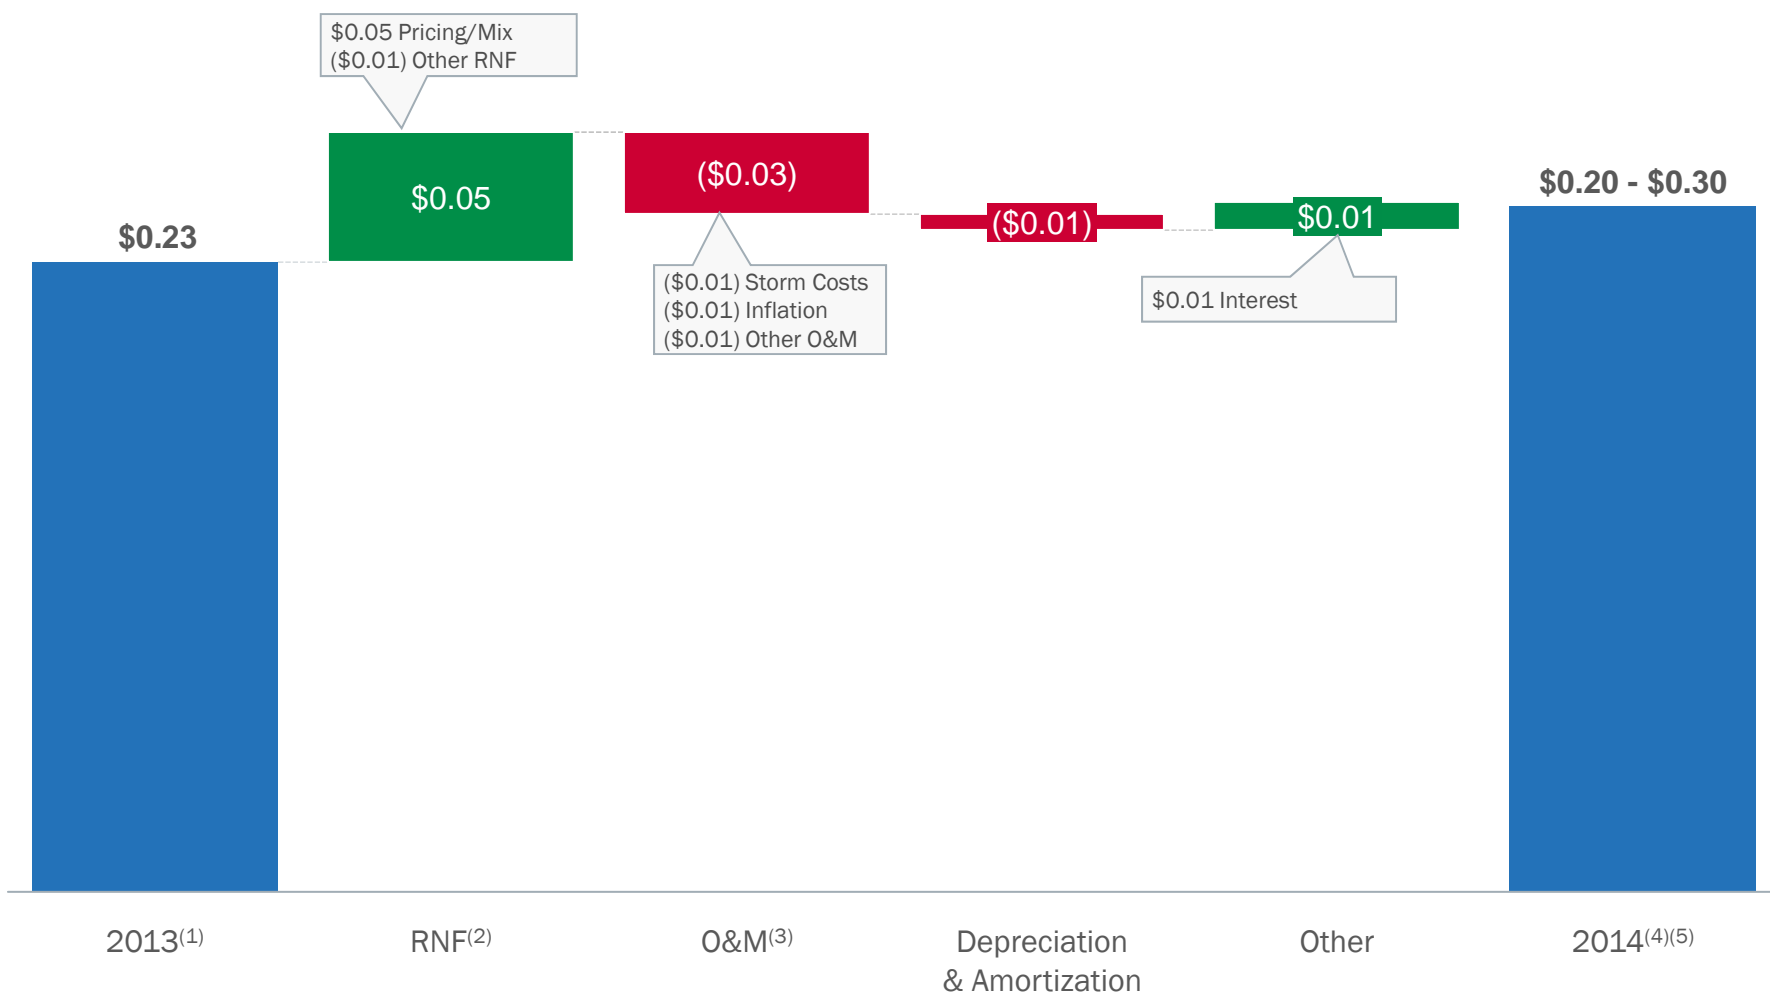 $0.05 Pricing/Mix
($0.01) Other RNF
$0.23
$0.05
($0.03)
($0.01) Storm Costs
($0.01) Inflation
($0.01) Other O&M
($0.01)
$0.01
$0.01 Interest
$0.20 - $0.30
2013(1)
RNF(2)
O&M(3)
Depreciation
& Amortization
Other
2014(4)(5)